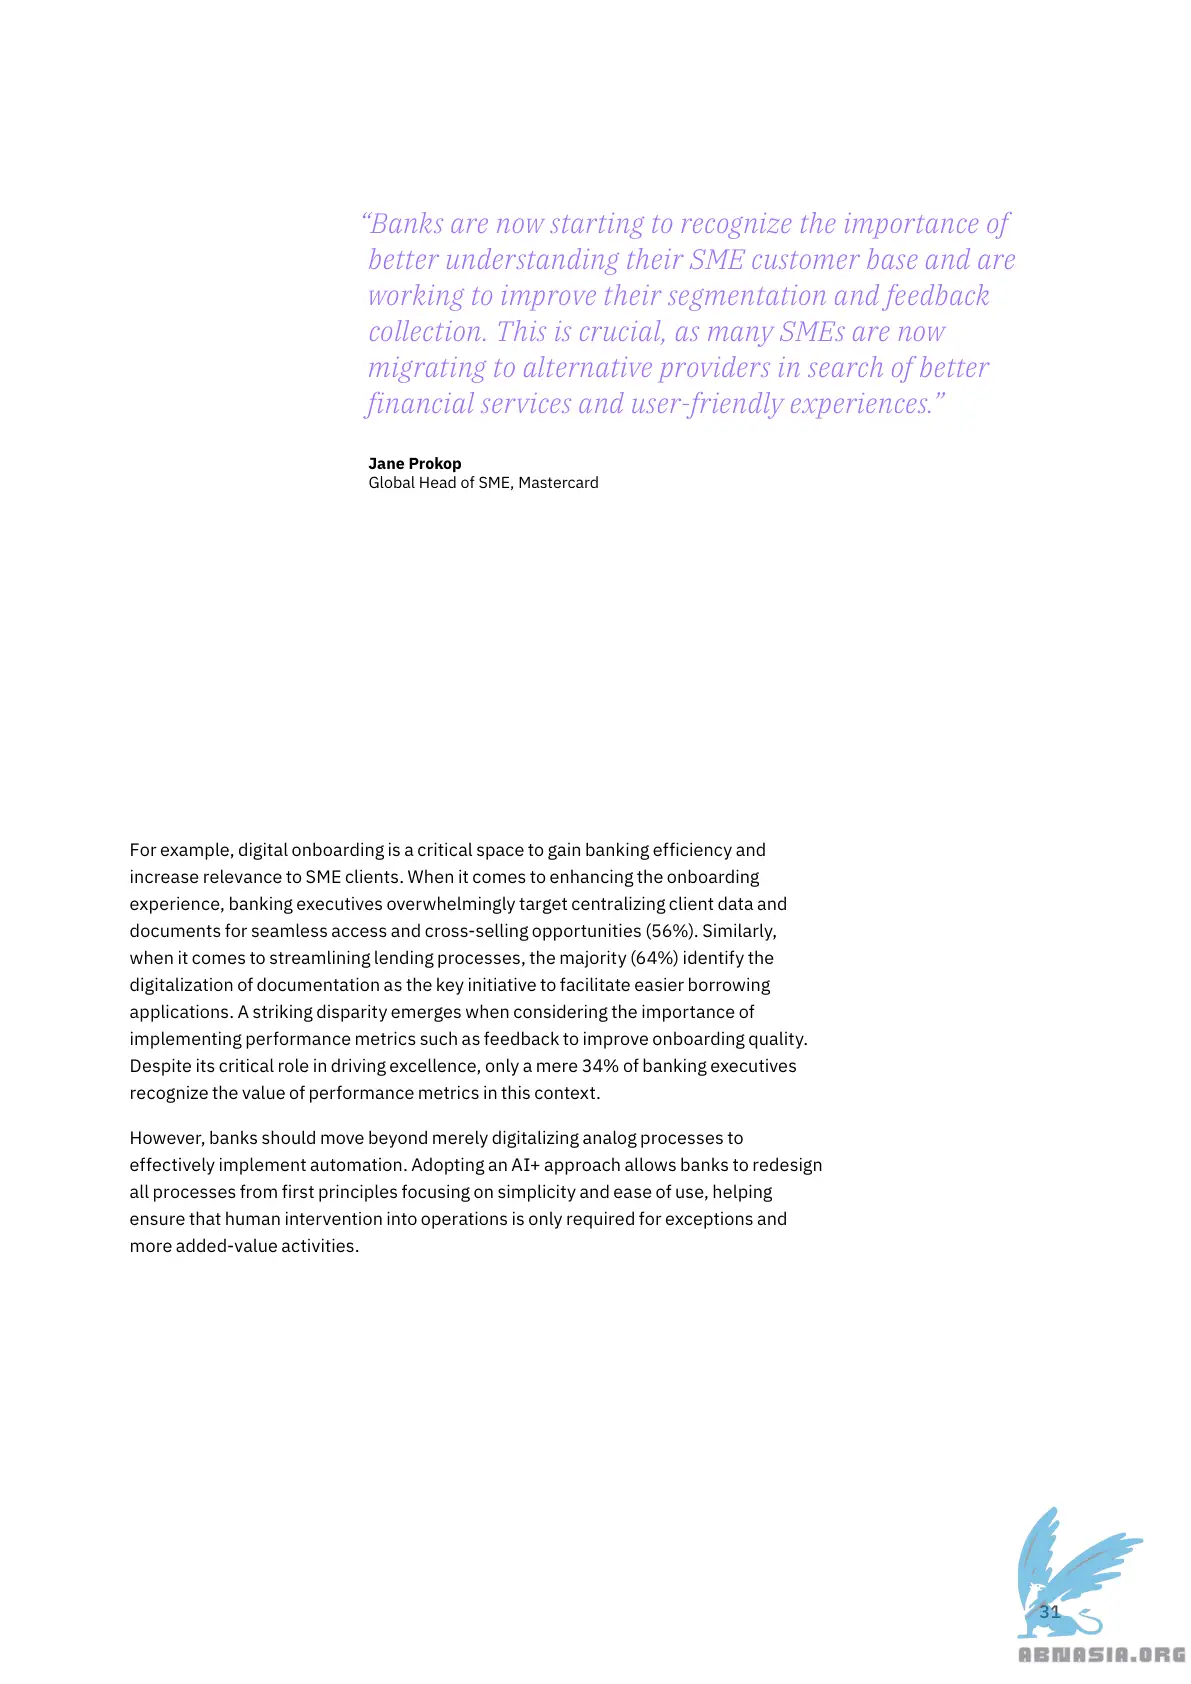 “Banks are now starting to recognize the importance of
better understanding their SME customer base and are
working to improve their segmentation and feedback
collection. This is crucial, as many SMEs are now
migrating to alternative providers in search of better
financial services and user-friendly experiences.”
Jane Prokop
Global Head of SME, Mastercard
For example, digital onboarding is a critical space to gain banking efficiency and
increase relevance to SME clients. When it comes to enhancing the onboarding
experience, banking executives overwhelmingly target centralizing client data and
documents for seamless access and cross-selling opportunities (56%). Similarly,
when it comes to streamlining lending processes, the majority (64%) identify the
digitalization of documentation as the key initiative to facilitate easier borrowing
applications. A striking disparity emerges when considering the importance of
implementing performance metrics such as feedback to improve onboarding quality.
Despite its critical role in driving excellence, only a mere 34% of banking executives
recognize the value of performance metrics in this context.
However, banks should move beyond merely digitalizing analog processes to
effectively implement automation. Adopting an AI+ approach allows banks to redesign
all processes from first principles focusing on simplicity and ease of use, helping
ensure that human intervention into operations is only required for exceptions and
more added-value activities.
31
ABNASIA.ORG